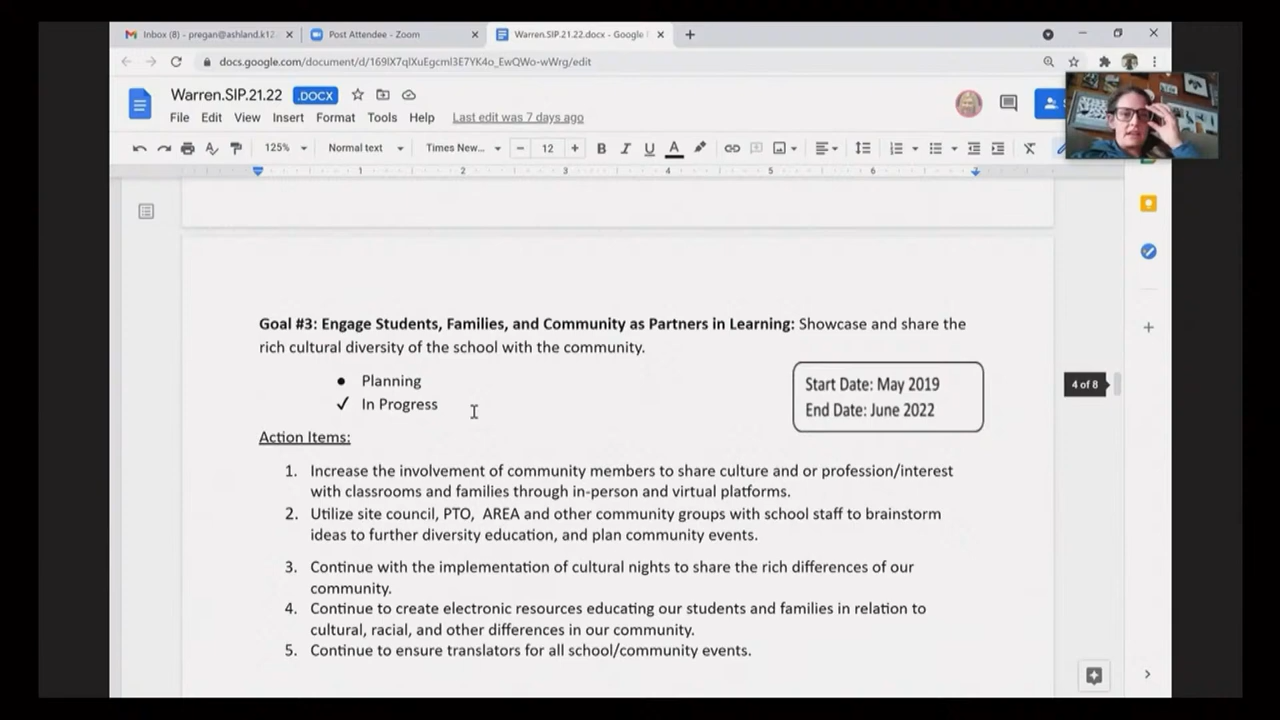 Inbox (8) - pregan@ashland.k12. Post Attendee - Zoom Warren.SIP.21.22.docx - Google
docs.google.com/document/d/169lX7qlXuEgcml3E7YK4o_EwQWo-wWrg/edit
Warren.SIP.21.22 .DOCX
File Edit View Insert Format Tools Help Last edit was 7 days ago
125% Normal text Times New... 12 B I U A
1 2 3 4 5 6
Goal #3: Engage Students, Families, and Community as Partners in Learning: Showcase and share the
rich cultural diversity of the school with the community.
● Planning
✓ In Progress
Start Date: May 2019
End Date: June 2022
4 of 8
Action Items:
1. Increase the involvement of community members to share culture and or profession/interest
with classrooms and families through in-person and virtual platforms.
2. Utilize site council, PTO, AREA and other community groups with school staff to brainstorm
ideas to further diversity education, and plan community events.
3. Continue with the implementation of cultural nights to share the rich differences of our
community.
4. Continue to create electronic resources educating our students and families in relation to
cultural, racial, and other differences in our community.
5. Continue to ensure translators for all school/community events.